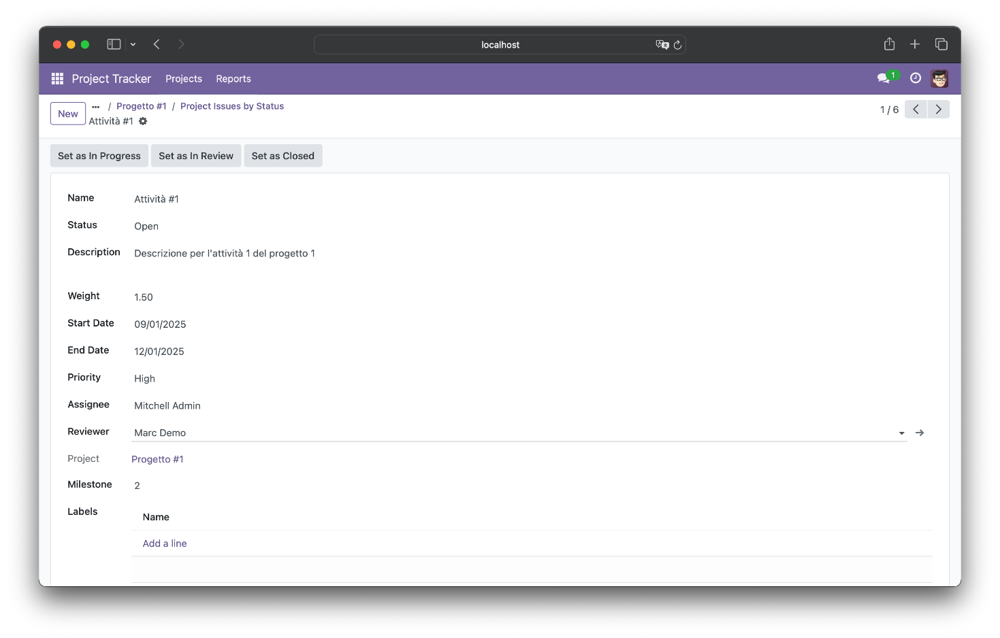 localhost
Project Tracker Projects Reports 1
New ... / Progetto #1 / Project Issues by Status 1 / 6
Attività #1
Set as In Progress Set as In Review Set as Closed
Name Attività #1
Status Open
Description Descrizione per l'attività 1 del progetto 1
Weight 1.50
Start Date 09/01/2025
End Date 12/01/2025
Priority High
Assignee Mitchell Admin
Reviewer Marc Demo
Project Progetto #1
Milestone 2
Labels Name
Add a line